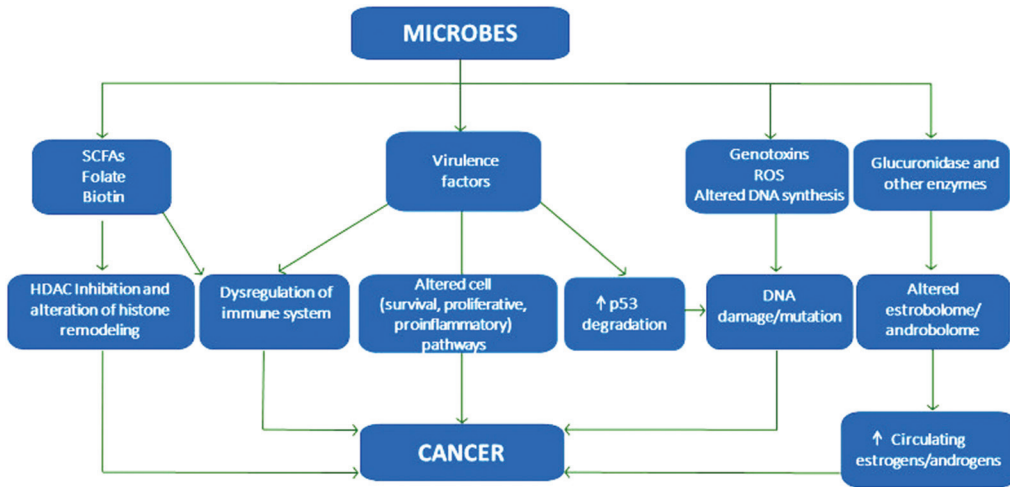 MICROBES
SCFAs
Folate
Biotin
Virulence
factors
Genotoxins
ROS
Altered DNA synthesis
Glucuronidase and
other enzymes
HDAC Inhibition and
alteration of histone
remodeling
Dysregulation of
immune system
Altered cell
(survival, proliferative,
proinflammatory)
pathways
↑ p53
degradation
DNA
damage/mutation
Altered
estrobolome/
androbolome
CANCER
↑ Circulating
estrogens/androgens